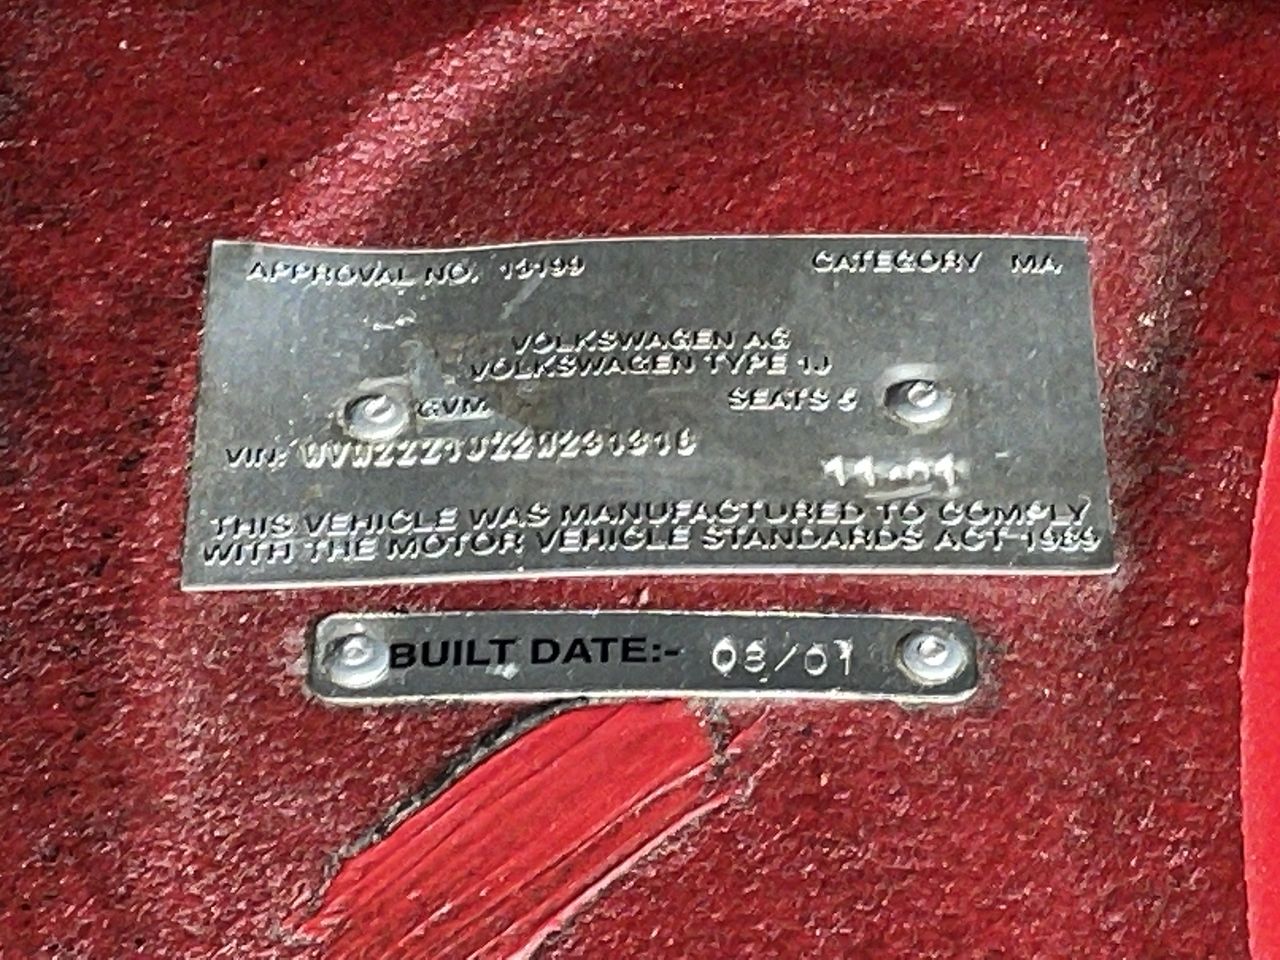 APPROVAL NO. 13199 CATEGORY MA
VOLKSWAGEN AG
VOLKSWAGEN TYPE 1J
GVM SEATS 5
VIN: WVWZZZ1JZ2W231316
11-01
THIS VEHICLE WAS MANUFACTURED TO COMPLY
WITH THE MOTOR VEHICLE STANDARDS ACT 1989
BUILT DATE:- 08/01